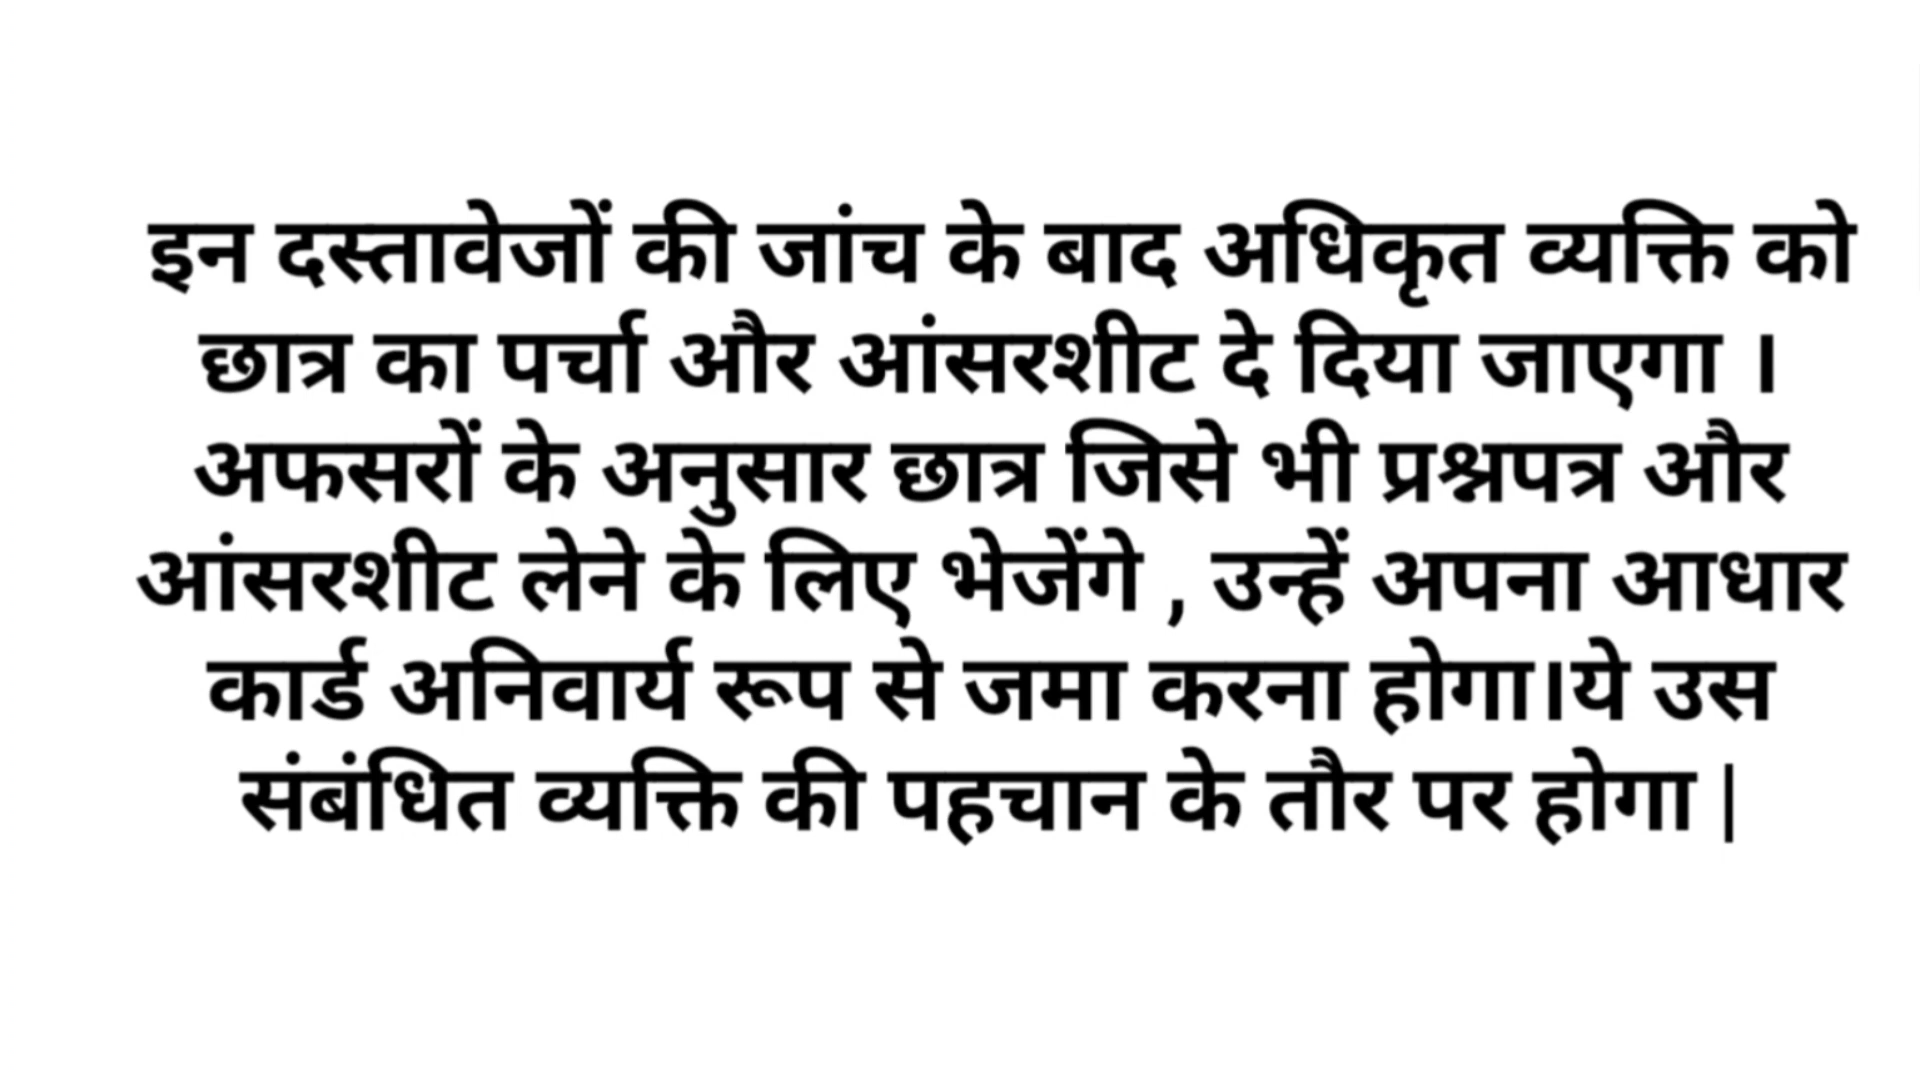 इन दस्तावेजों की जांच के बाद अधिकृत व्यक्ति को
छात्र का पर्चा और आंसरशीट दे दिया जाएगा ।
अफसरों के अनुसार छात्र जिसे भी प्रश्नपत्र और
आंसरशीट लेने के लिए भेजेंगे , उन्हें अपना आधार
कार्ड अनिवार्य रूप से जमा करना होगा।ये उस
संबंधित व्यक्ति की पहचान के तौर पर होगा |